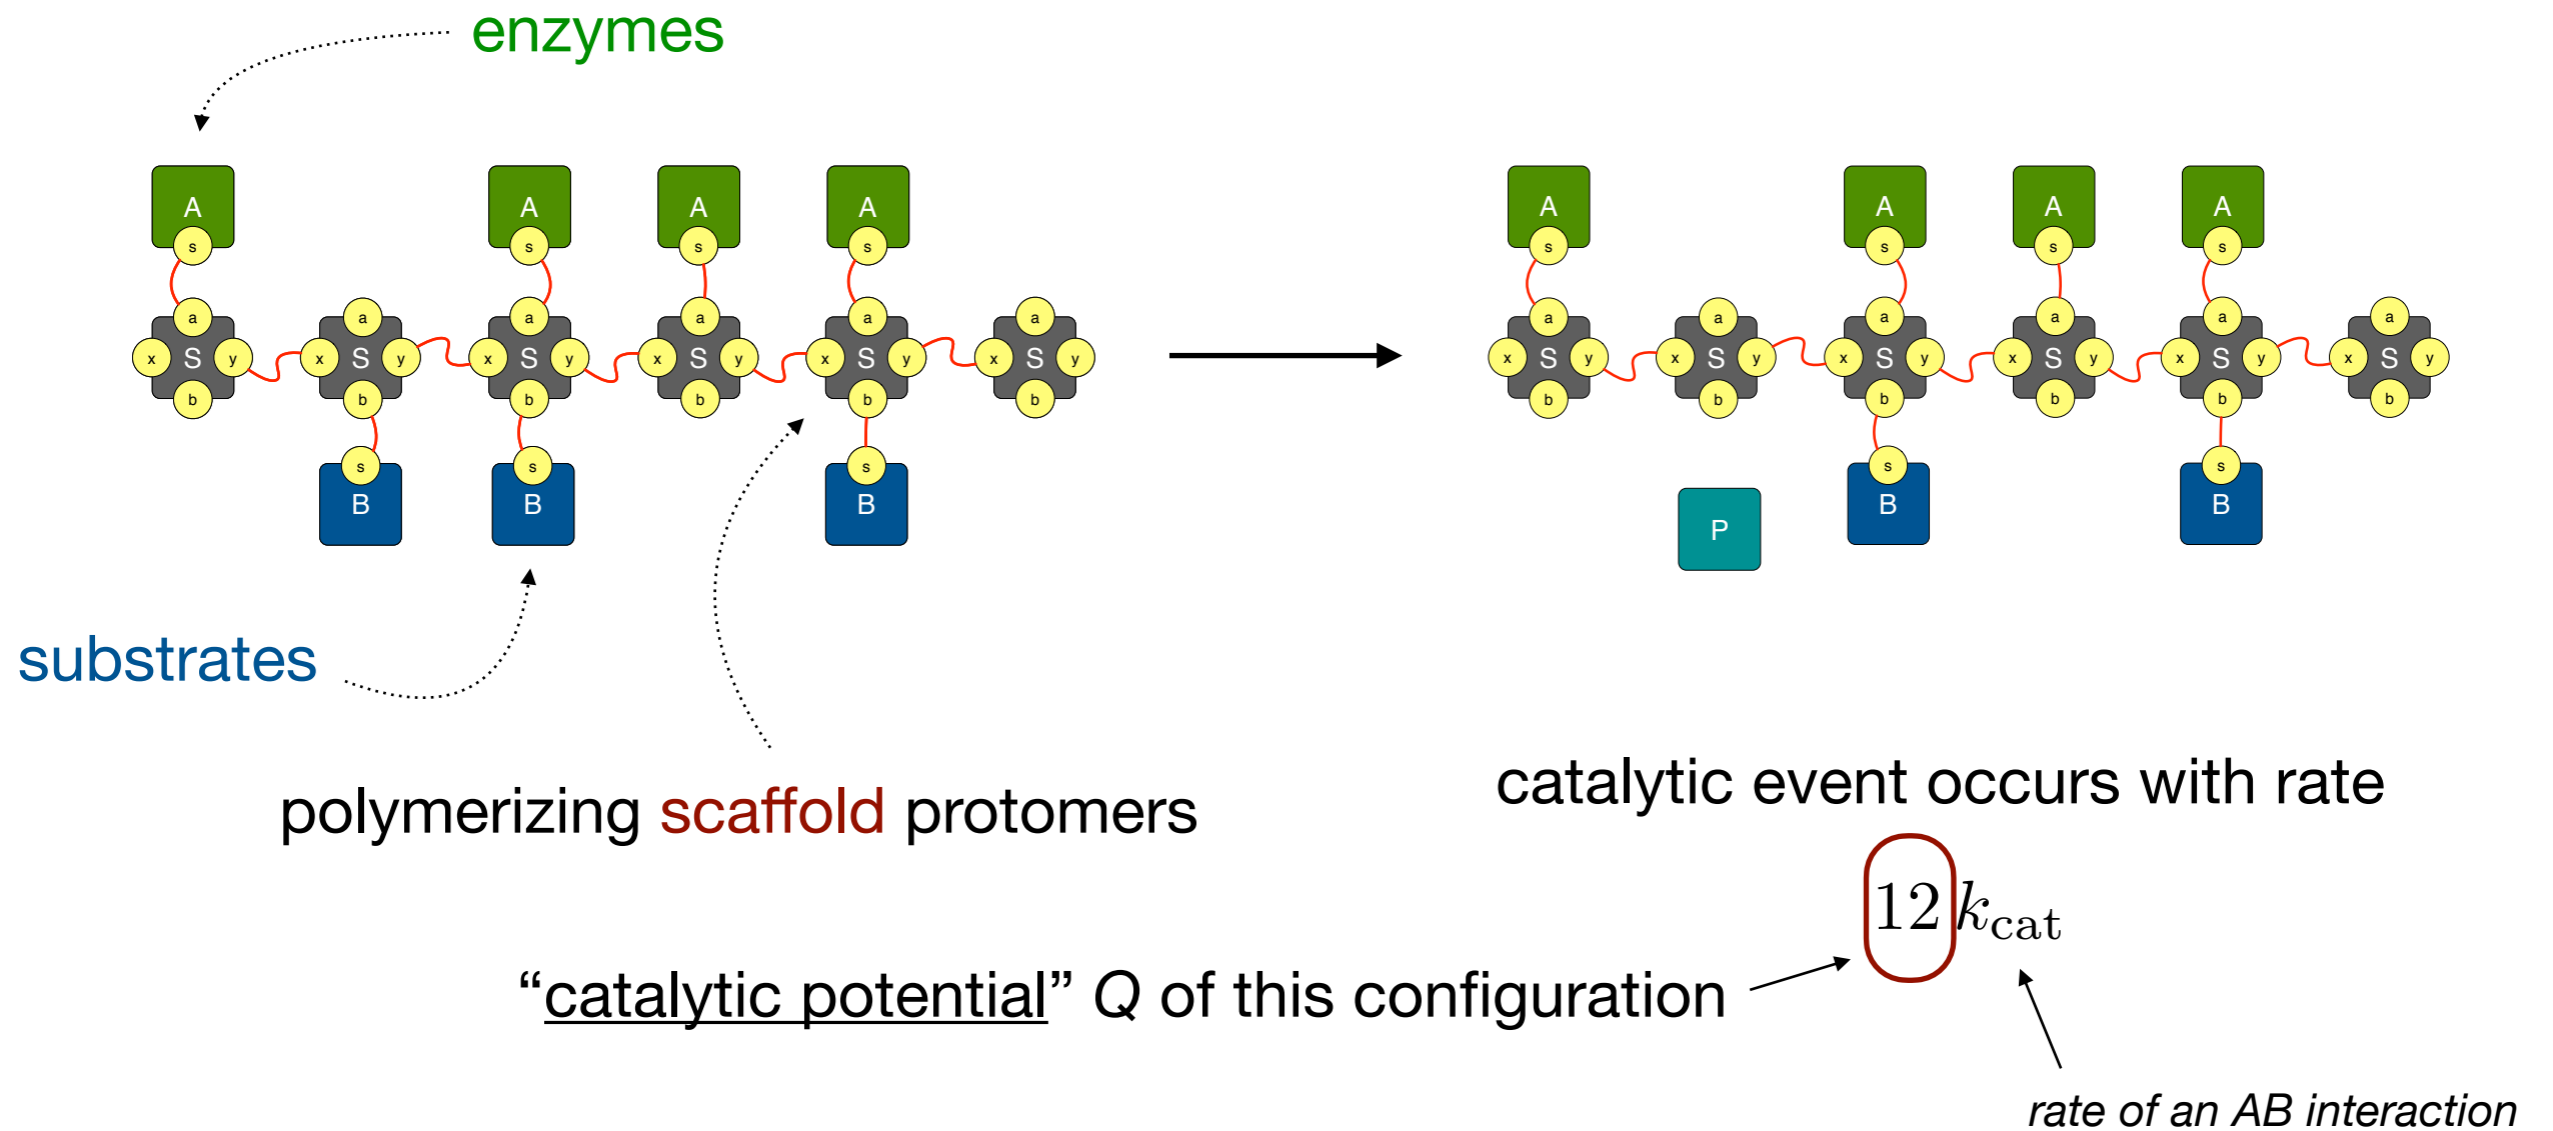 enzymes
A A A A
s s s s
a a a a a a
x S y x S y x S y x S y x S y x S y
b b b b b b
s s s
B B B
A A A A
s s s s
a a a a a a
x S y x S y x S y x S y x S y x S y
b b b b b b
s s
P B B
substrates
polymerizing scaffold protomers
catalytic event occurs with rate
12 kcat
“catalytic potential” Q of this configuration
rate of an AB interaction